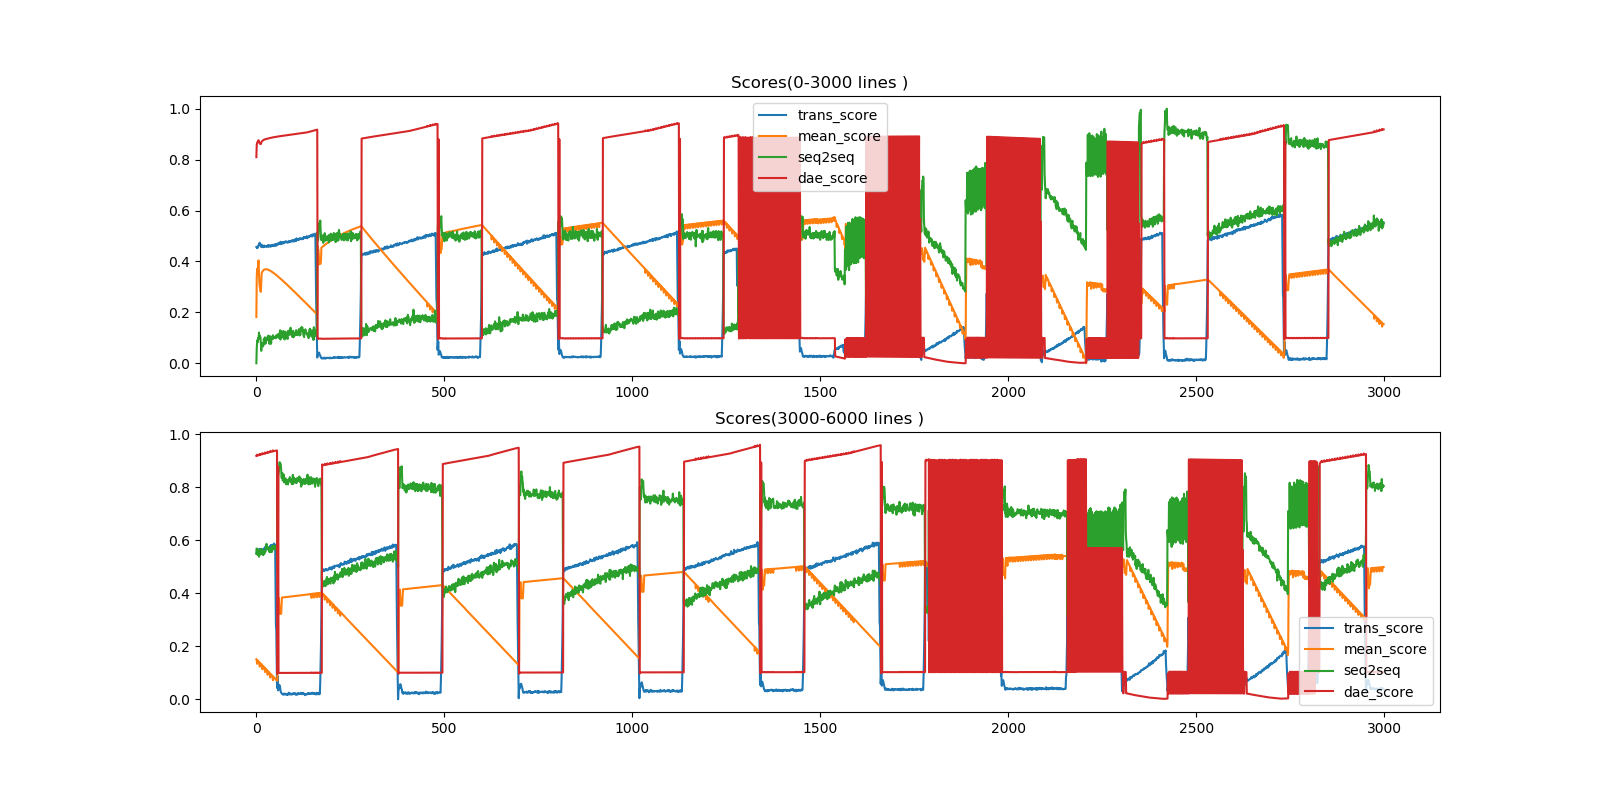 Scores(0-3000 lines )
1.0
0.8
0.6
0.4
0.2
0.0
trans_score
mean_score
seq2seq
dae_score
0 500 1000 1500 2000 2500 3000
Scores(3000-6000 lines )
1.0
0.8
0.6
0.4
0.2
0.0
trans_score
mean_score
seq2seq
dae_score
0 500 1000 1500 2000 2500 3000